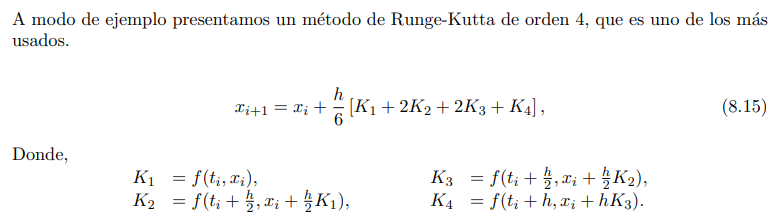 A modo de ejemplo presentamos un método de Runge-Kutta de orden 4, que es uno de los más
usados.
x_{i+1} = x_i + \frac{h}{6} [K_1 + 2K_2 + 2K_3 + K_4] , (8.15)
Donde,
K_1 = f(t_i, x_i), K_3 = f(t_i + \frac{h}{2}, x_i + \frac{h}{2}K_2),
K_2 = f(t_i + \frac{h}{2}, x_i + \frac{h}{2}K_1), K_4 = f(t_i + h, x_i + hK_3).